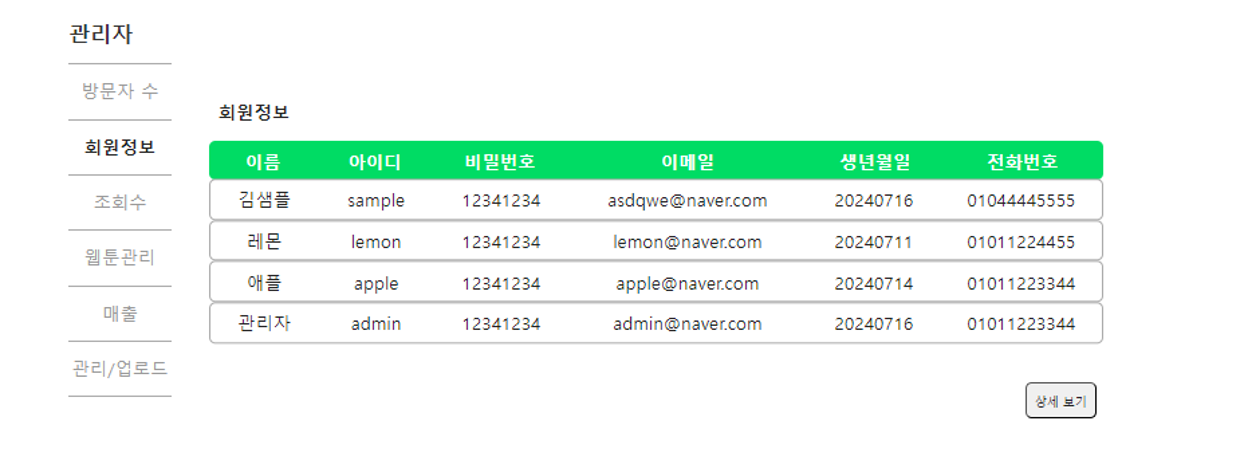 관리자
방문자 수
회원정보
조회수
웹툰관리
매출
관리/업로드
회원정보
이름 아이디 비밀번호 이메일 생년월일 전화번호
김샘플 sample 12341234 asdqwe@naver.com 20240716 01044445555
레몬 lemon 12341234 lemon@naver.com 20240711 01011224455
애플 apple 12341234 apple@naver.com 20240714 01011223344
관리자 admin 12341234 admin@naver.com 20240716 01011223344
상세 보기